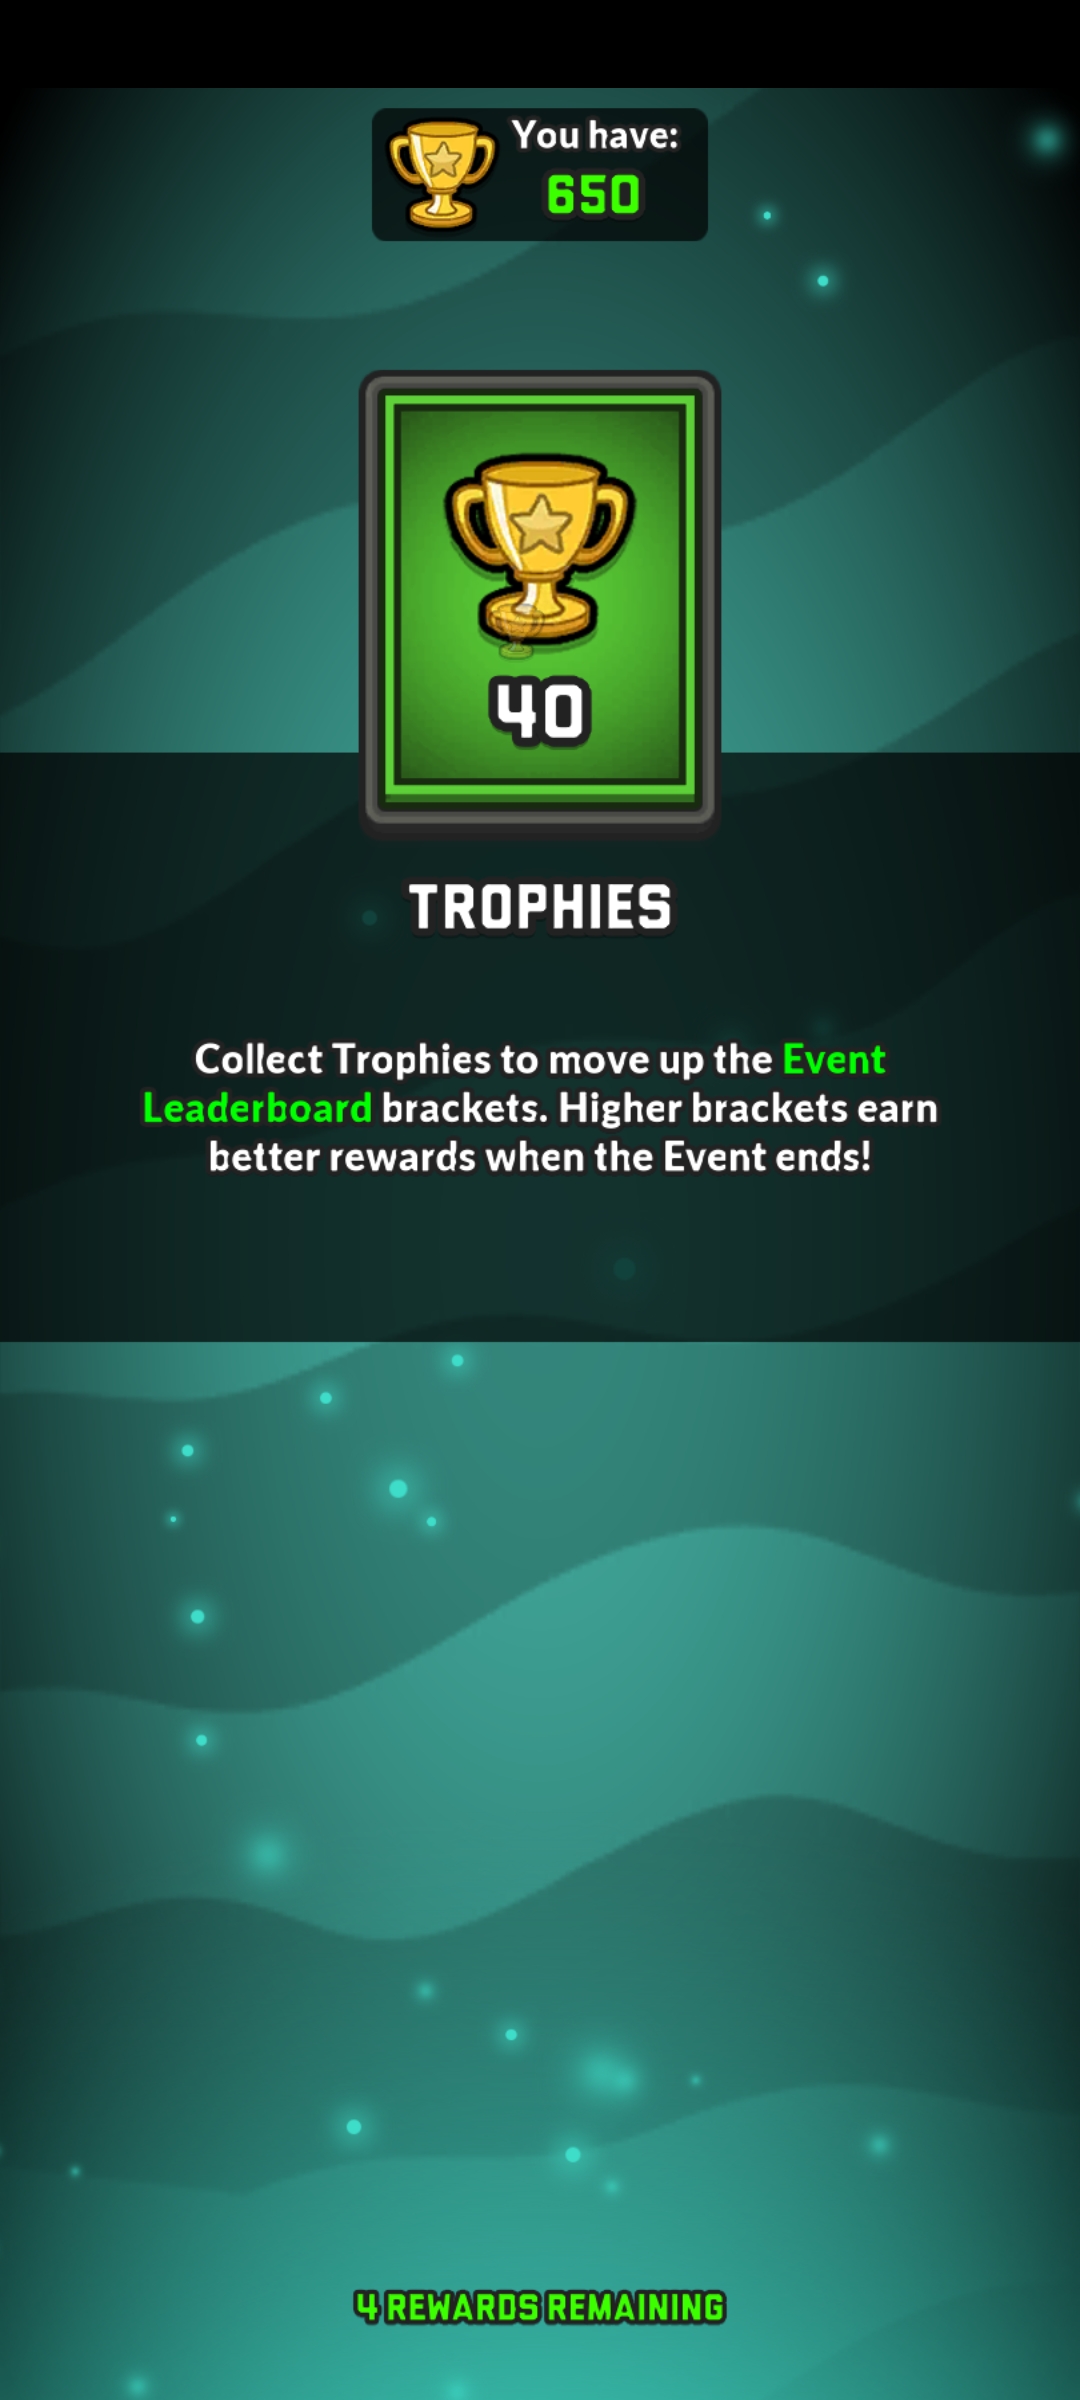 You have:
650
40
TROPHIES
Collect Trophies to move up the Event
Leaderboard brackets. Higher brackets earn
better rewards when the Event ends!
4 REWARDS REMAINING